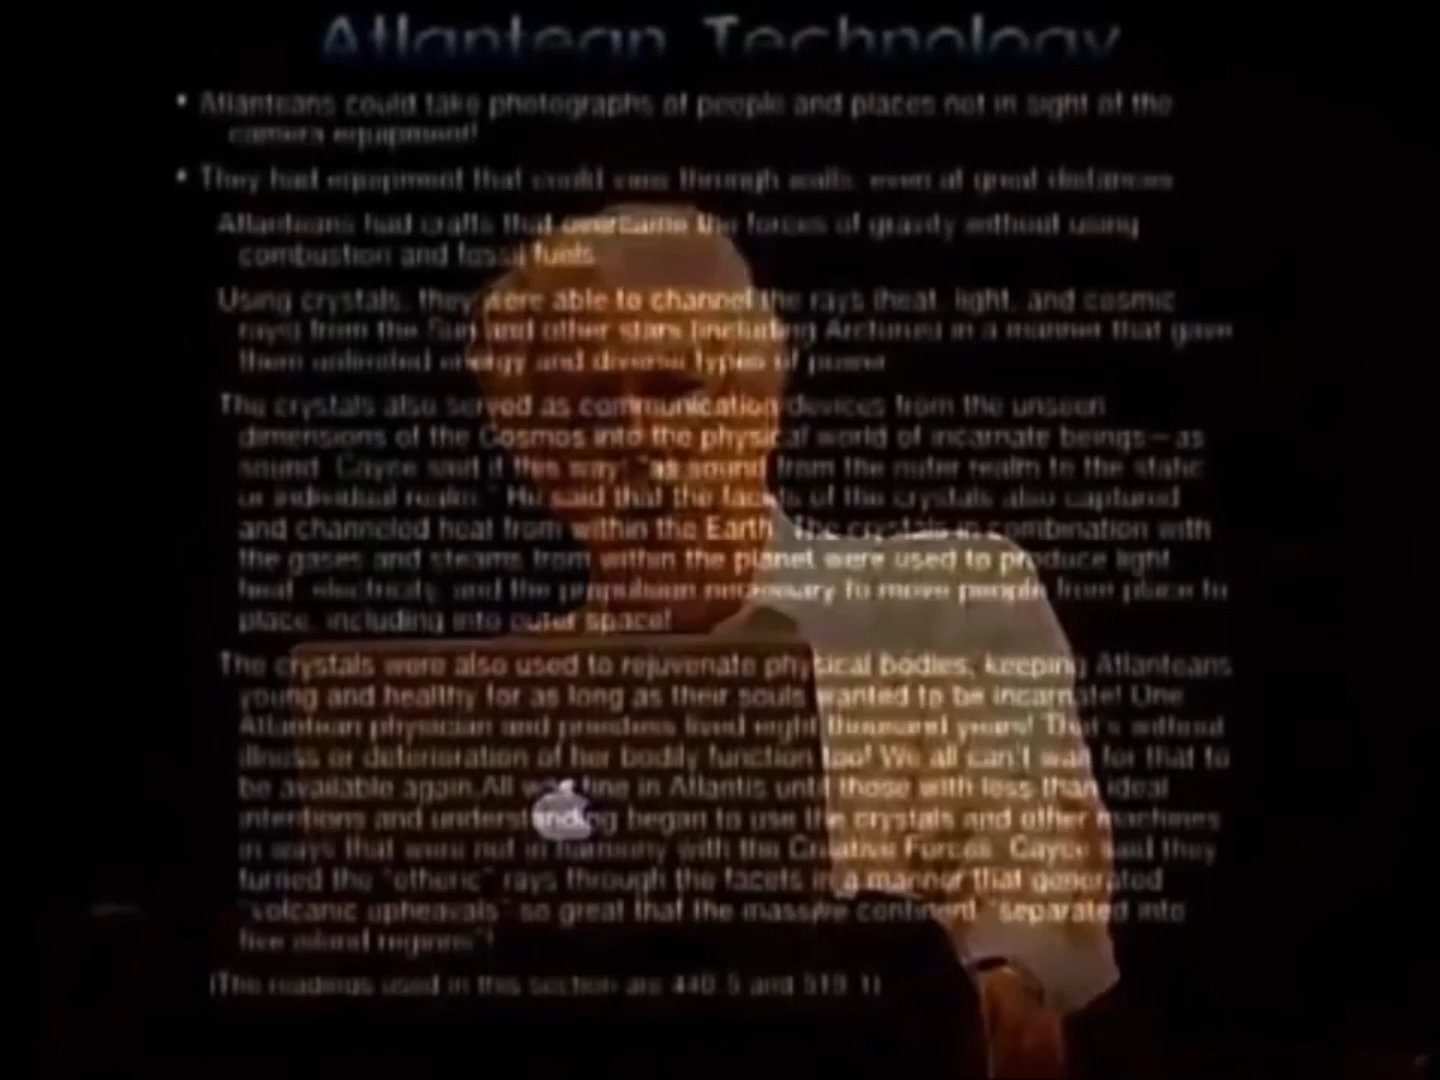 Atlantean Technology
• Atlanteans could take photographs of people and places not in sight of the
camera equipment!
• They had equipment that could view through walls, even at great distances
Atlanteans had crafts that overcame the forces of gravity without using
combustion and fossil fuels
Using crystals, they were able to channel the rays (heat, light, and cosmic
rays) from the Sun and other stars (including Arcturus) in a manner that gave
them unlimited energy and diverse types of power
The crystals also served as communication devices from the unseen
dimensions of the Cosmos into the physical world of incarnate beings—as
sound. Cayce said it this way: "as sound from the outer realm to the static
or individual realm." He said that the facets of the crystals also captured
and channeled heat from within the Earth. The crystals in combination with
the gases and steams from within the planet were used to produce light,
heat, electricity, and the propulsion necessary to move people from place to
place, including into outer space!
The crystals were also used to rejuvenate physical bodies, keeping Atlanteans
young and healthy for as long as their souls wanted to be incarnate! One
Atlantean physician and priestess lived eight thousand years! That's without
illness or deterioration of her bodily function too! We all can't wait for that to
be available again.All was fine in Atlantis until those with less than ideal
intentions and understanding began to use the crystals and other machines
in ways that were not in harmony with the Creative Forces. Cayce said they
turned the "etheric" rays through the facets in a manner that generated
"volcanic upheavals" so great that the massive continent "separated into
five island regions"!
(The readings used in this section are 440-5 and 519-1)